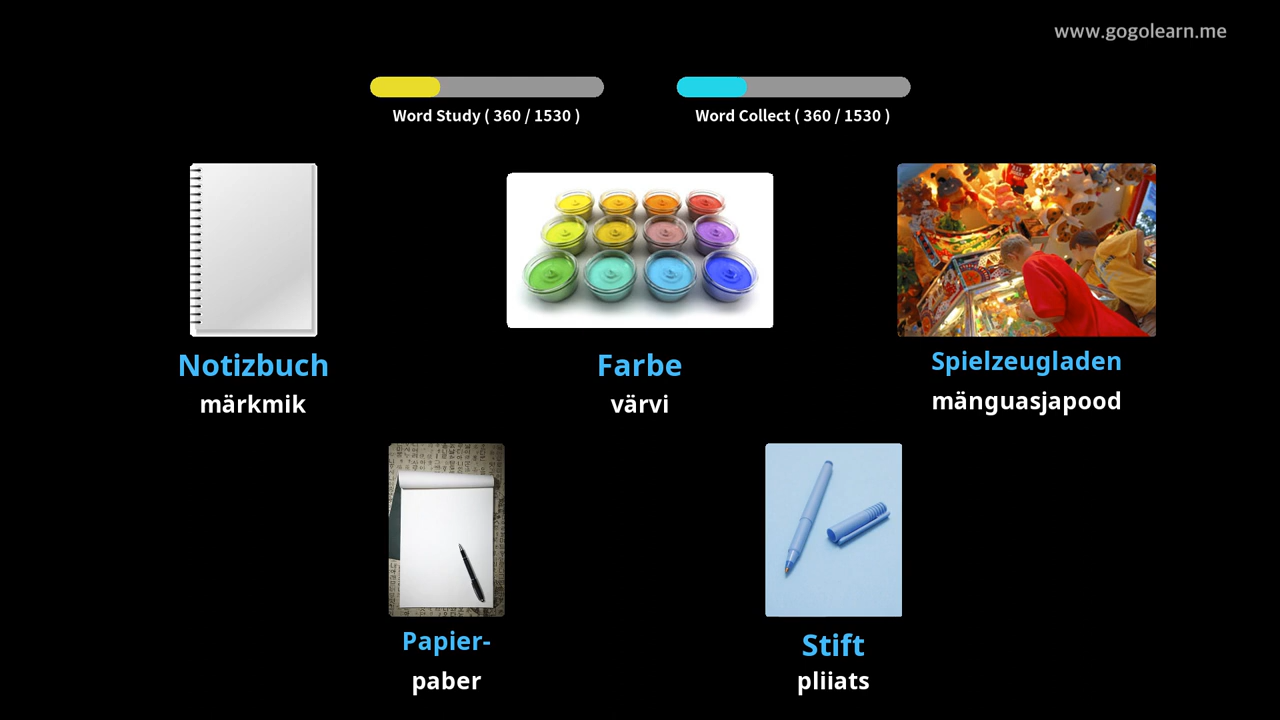 www.gogolearn.me
Word Study ( 360 / 1530 )
Word Collect ( 360 / 1530 )
Notizbuch
märkmik
Farbe
värvi
Spielzeugladen
mänguasjapood
Papier-
paber
Stift
pliiats